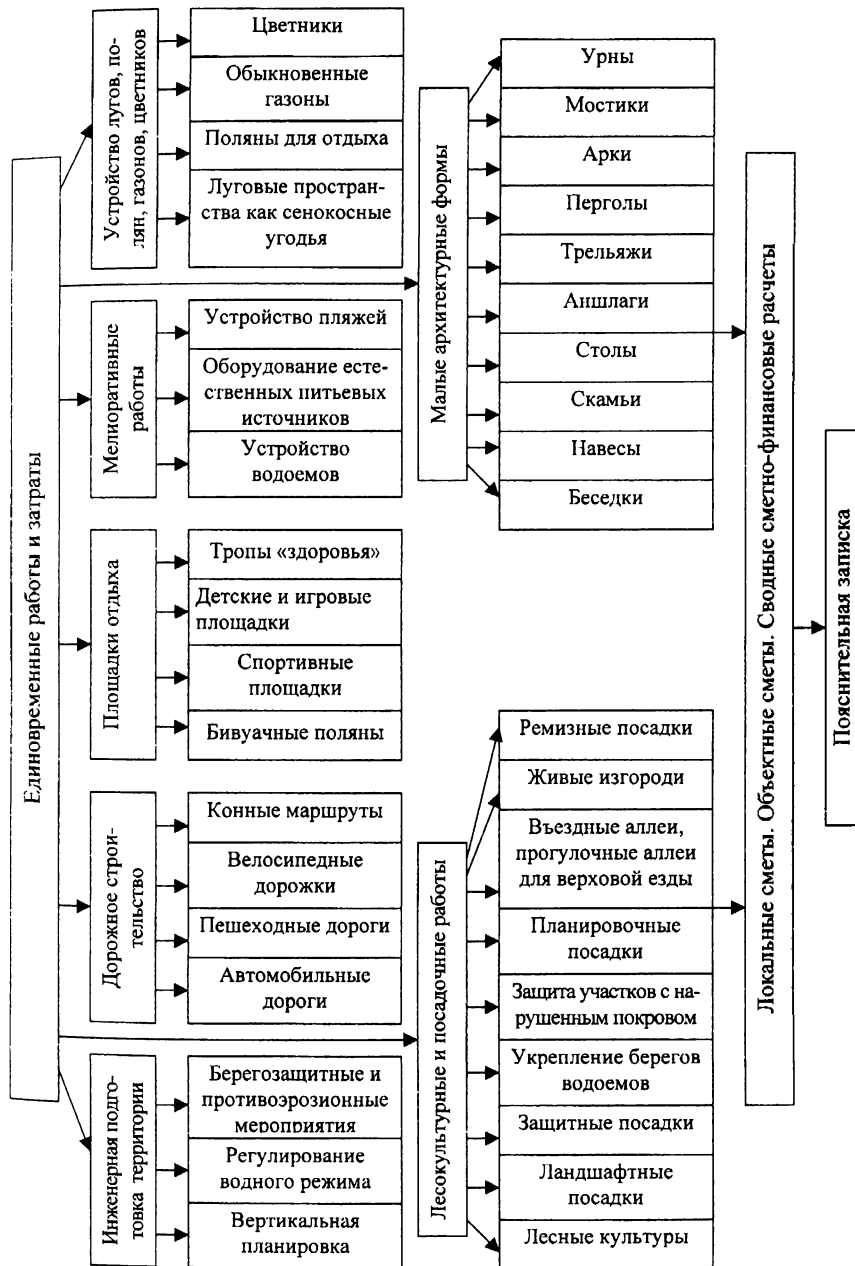 Единовременные работы и затраты
Устройство лугов, по-
лян, газонов, цветников
Цветники
Обыкновенные
газоны
Поляны для отдыха
Луговые простран-
ства как сенокосные
угодья
Мелиоративные
работы
Устройство пляжей
Оборудование есте-
ственных питьевых
источников
Устройство
водоемов
Площадки отдыха
Тропы «здоровья»
Детские и игровые
площадки
Спортивные
площадки
Бивуачные поляны
Дорожное строи-
тельство
Конные маршруты
Велосипедные
дорожки
Пешеходные дороги
Автомобильные
дороги
Инженерная подго-
товка территории
Берегозащитные и
противоэрозионные
мероприятия
Регулирование
водного режима
Вертикальная
планировка
Малые архитектурные формы
Урны
Мостики
Арки
Перголы
Трельяжи
Аншлаги
Столы
Скамьи
Навесы
Беседки
Лесокультурные и посадочные работы
Ремизные посадки
Живые изгороди
Въездные аллеи,
прогулочные аллеи
для верховой езды
Планировочные
посадки
Защита участков с на-
рушенным покровом
Укрепление берегов
водоемов
Защитные посадки
Ландшафтные
посадки
Лесные культуры
Локальные сметы. Объектные сметы. Сводные сметно-финансовые расчеты
Пояснительная записка